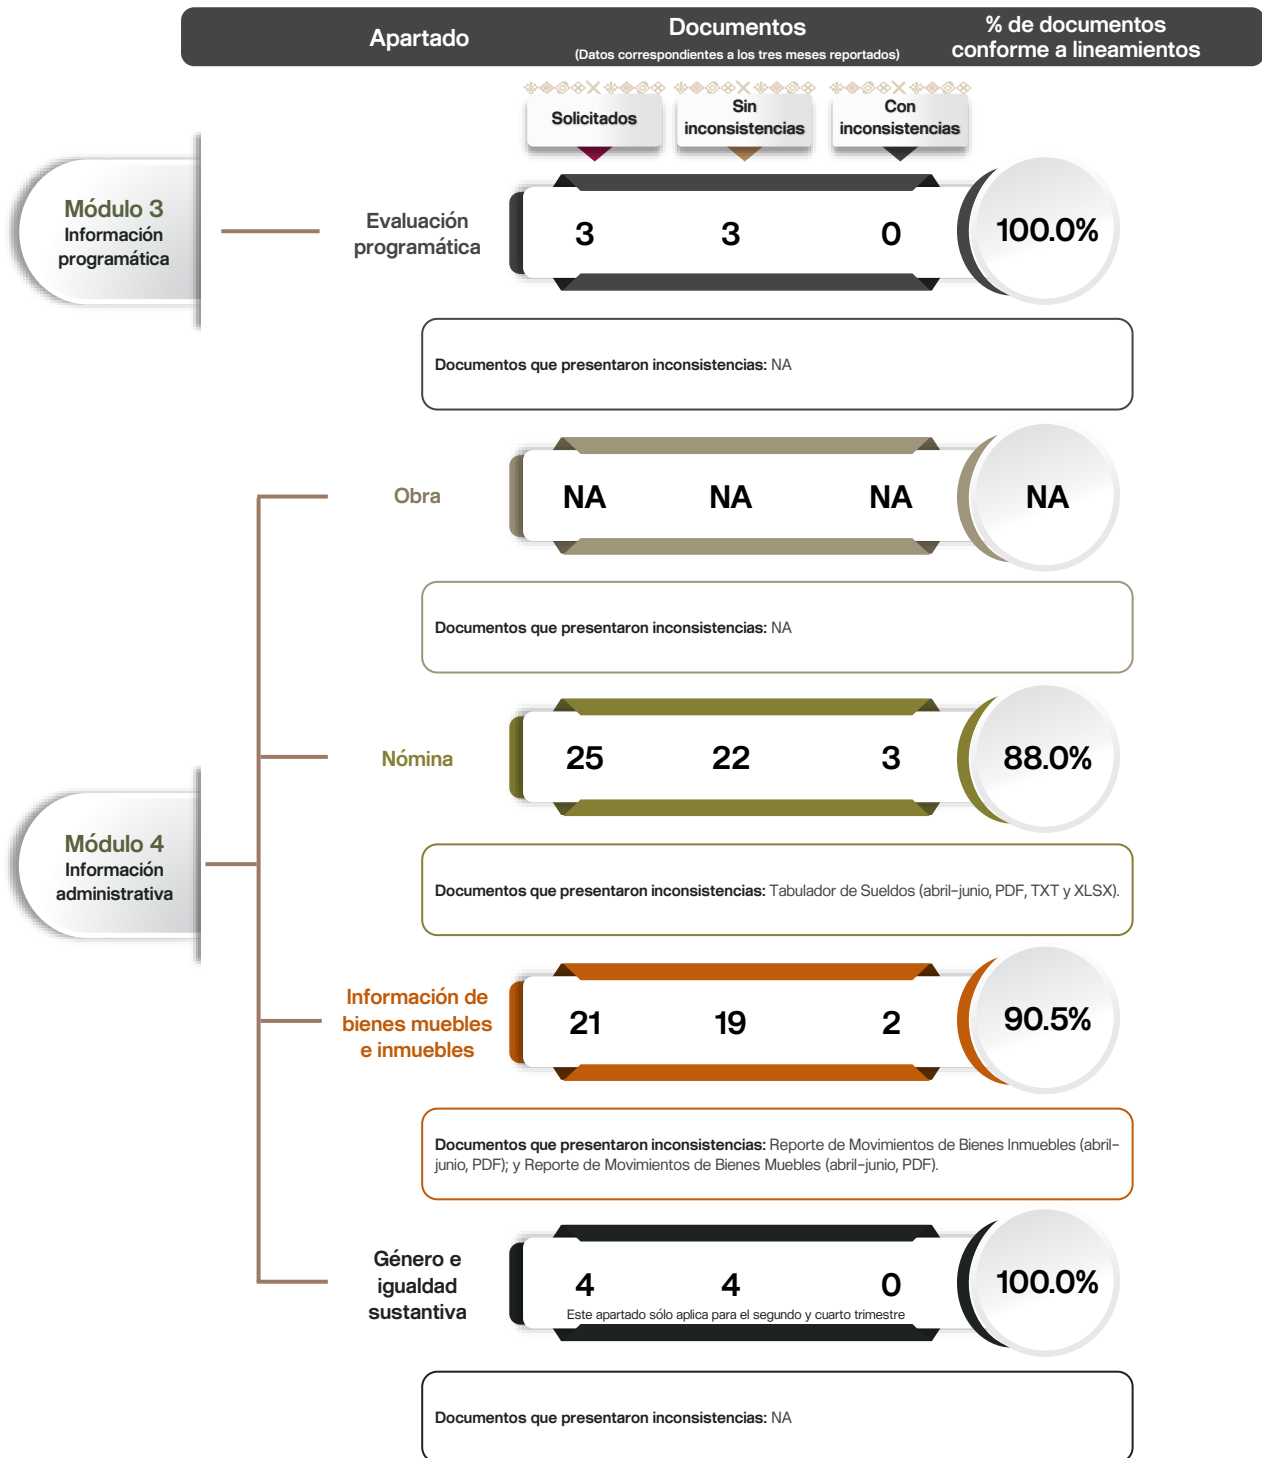 Apartado
Documentos
(Datos correspondientes a los tres meses reportados)
% de documentos
conforme a lineamientos
Solicitados
Sin
inconsistencias
Con
inconsistencias
Módulo 3
Información
programática
Evaluación
programática
3 3 0 100.0%
Documentos que presentaron inconsistencias: NA
Obra
NA NA NA NA
Documentos que presentaron inconsistencias: NA
Nómina
25 22 3 88.0%
Módulo 4
Información
administrativa
Documentos que presentaron inconsistencias: Tabulador de Sueldos (abril-junio, PDF, TXT y XLSX).
Información de
bienes muebles
e inmuebles
21 19 2 90.5%
Documentos que presentaron inconsistencias: Reporte de Movimientos de Bienes Inmuebles (abril-
junio, PDF); y Reporte de Movimientos de Bienes Muebles (abril-junio, PDF).
Género e
igualdad
sustantiva
4 4 0 100.0%
Este apartado sólo aplica para el segundo y cuarto trimestre
Documentos que presentaron inconsistencias: NA